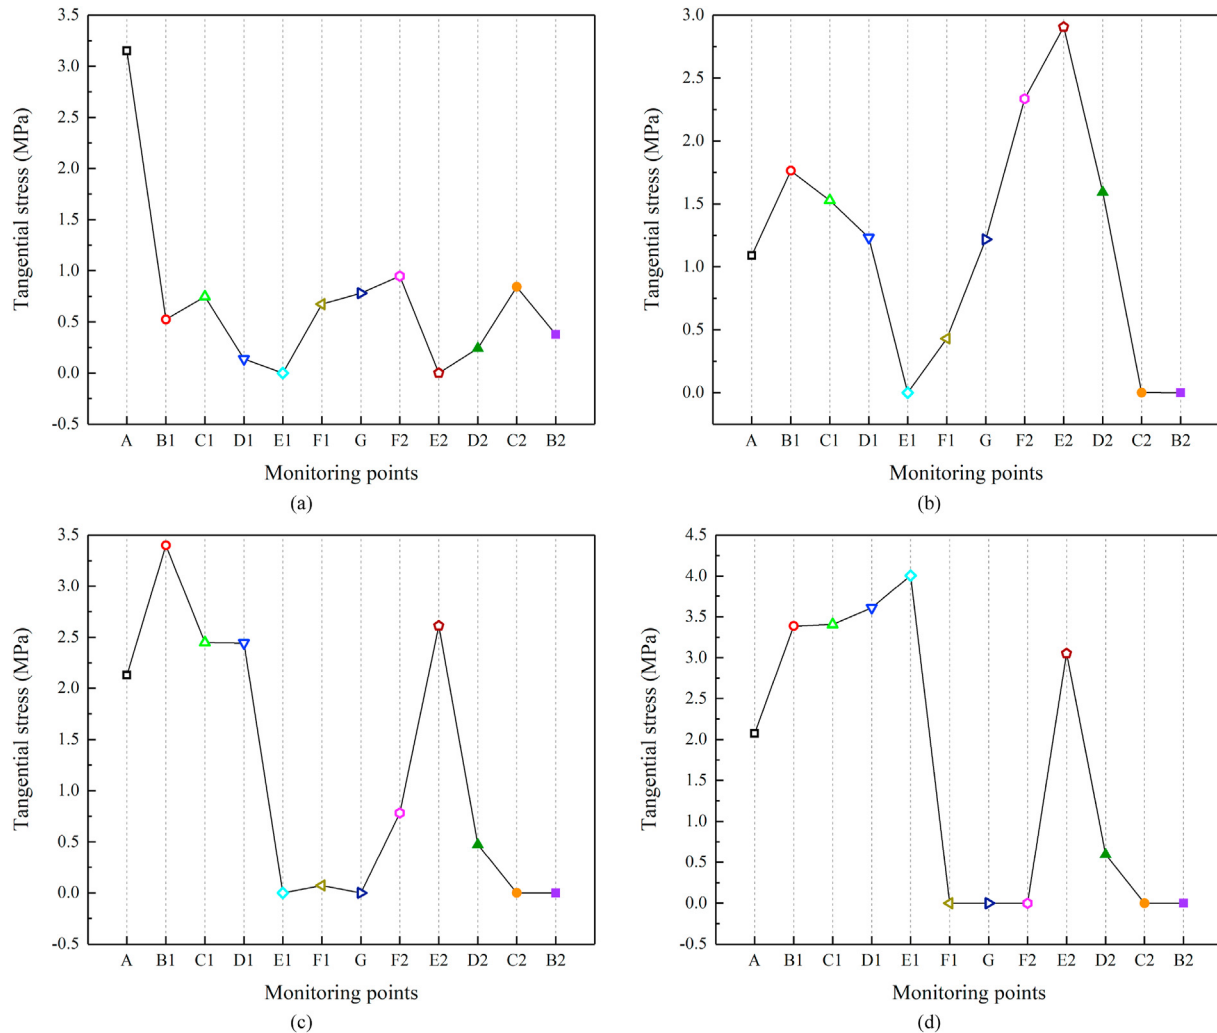 Tangential stress (MPa)
3.5
3.0
2.5
2.0
1.5
1.0
0.5
0.0
-0.5
A B1 C1 D1 E1 F1 G F2 E2 D2 C2 B2
Monitoring points
(a)
Tangential stress (MPa)
3.0
2.5
2.0
1.5
1.0
0.5
0.0
A B1 C1 D1 E1 F1 G F2 E2 D2 C2 B2
Monitoring points
(b)
Tangential stress (MPa)
3.5
3.0
2.5
2.0
1.5
1.0
0.5
0.0
-0.5
A B1 C1 D1 E1 F1 G F2 E2 D2 C2 B2
Monitoring points
(c)
Tangential stress (MPa)
4.5
4.0
3.5
3.0
2.5
2.0
1.5
1.0
0.5
0.0
-0.5
A B1 C1 D1 E1 F1 G F2 E2 D2 C2 B2
Monitoring points
(d)